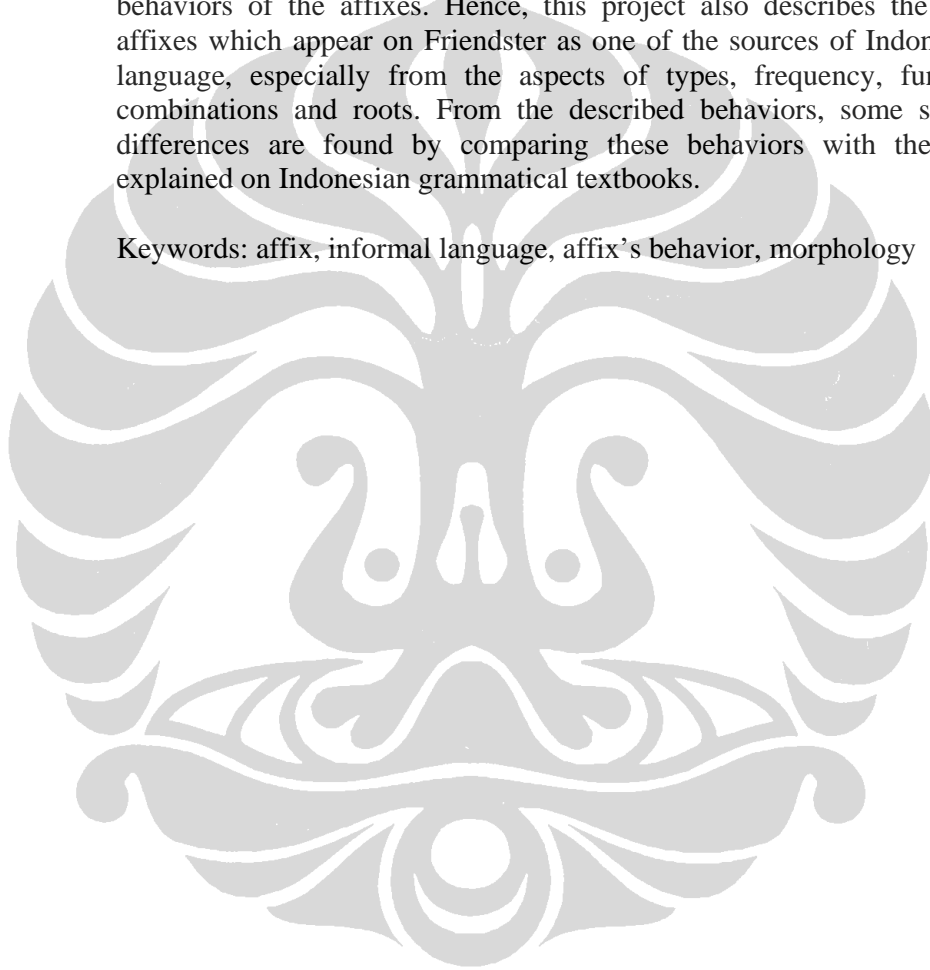 behaviors of the affixes. Hence, this project also describes the
affixes which appear on Friendster as one of the sources of
language, especially from the aspects of types, frequency,
combinations and roots. From the described behaviors, some
differences are found by comparing these behaviors with the
explained on Indonesian grammatical textbooks.
Keywords: affix, informal language, affix’s behavior, morphology